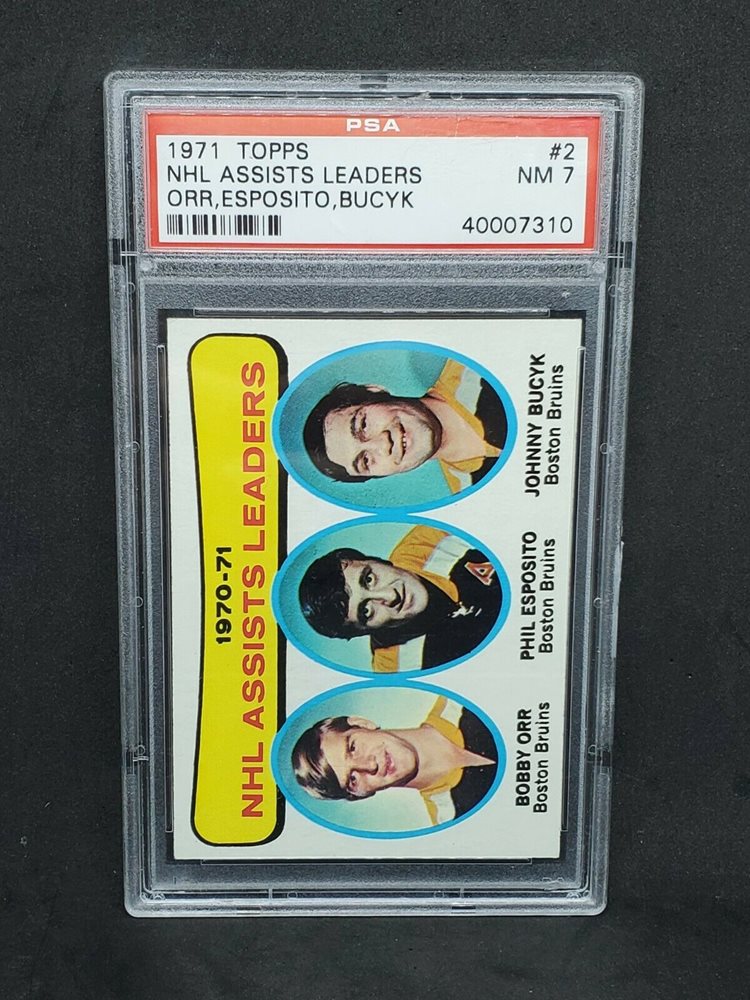 PSA
1971 TOPPS #2
NHL ASSISTS LEADERS NM 7
ORR,ESPOSITO,BUCYK
40007310
1970-71
NHL ASSISTS LEADERS
BOBBY ORR
Boston Bruins
PHIL ESPOSITO
Boston Bruins
JOHNNY BUCYK
Boston Bruins